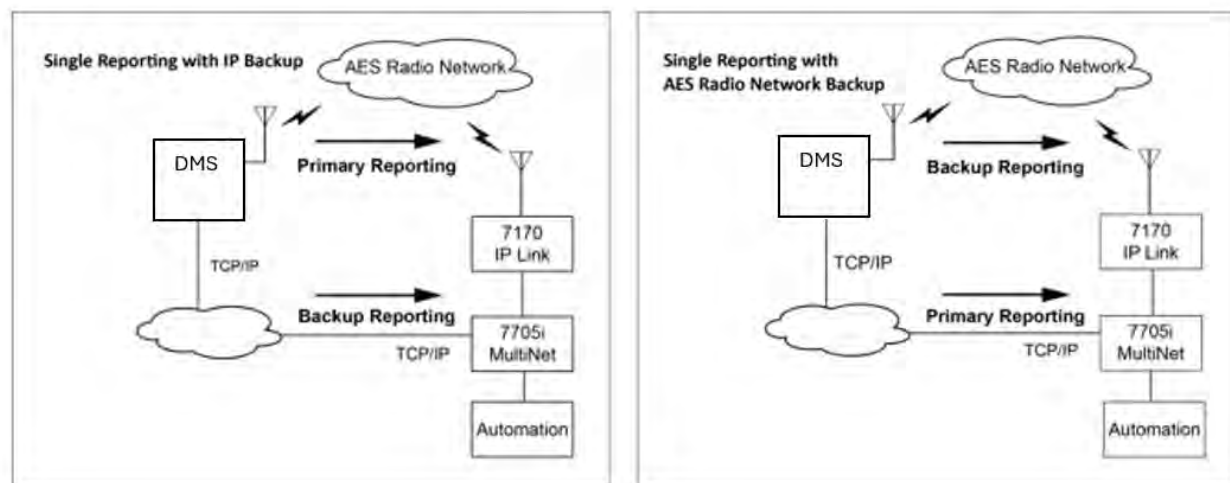 Single Reporting with IP Backup
AES Radio Network
DMS
Primary Reporting
7170
IP Link
TCP/IP
Backup Reporting
TCP/IP
7705i
MultiNet
Automation
Single Reporting with
AES Radio Network Backup
AES Radio Network
DMS
Backup Reporting
7170
IP Link
TCP/IP
Primary Reporting
TCP/IP
7705i
MultiNet
Automation